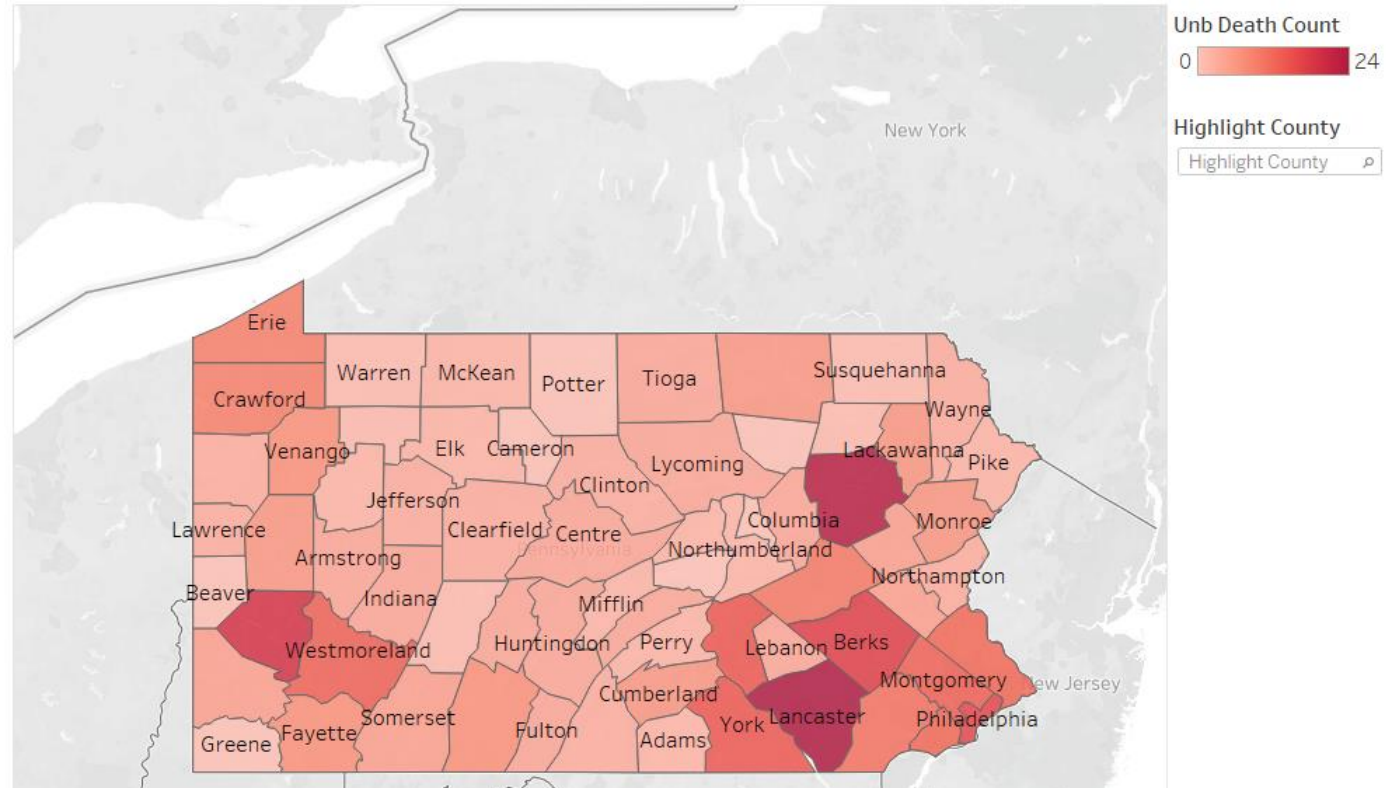 Unb Death Count
0 24
Highlight County
Highlight County
New York
Erie
Warren McKean Potter Tioga Susquehanna
Crawford Wayne
Venango Elk Cameron Lycoming Lackawanna Pike
Jefferson Clinton
Lawrence Clearfield Centre Columbia Monroe
Pennsylvania
Armstrong Northumberland
Beaver Indiana Mifflin Northampton
Westmoreland Huntingdon Perry Lebanon Berks
Montgomery New Jersey
Cumberland
Somerset Fulton York Lancaster Philadelphia
Greene Fayette Adams